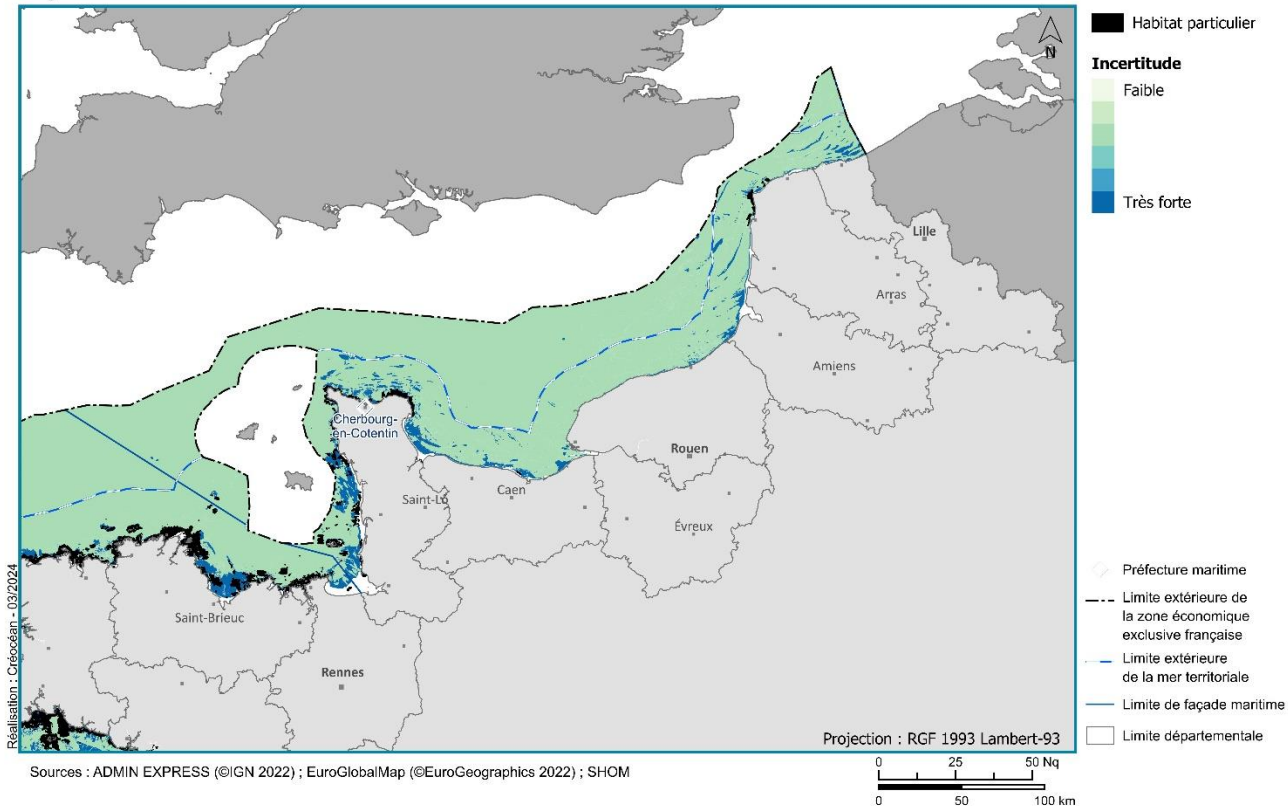 Habitat particulier
Incertitude
Faible
Très forte
N
Lille
Arras
Amiens
Cherbourg-
en-Cotentin
Rouen
Saint-Lô
Caen
Évreux
Saint-Brieuc
Rennes
Préfecture maritime
Limite extérieure de
la zone économique
exclusive française
Limite extérieure
de la mer territoriale
Limite de façade maritime
Limite départementale
Réalisation : Créocéan - 03/2024
Projection : RGF 1993 Lambert-93
Sources : ADMIN EXPRESS (©IGN 2022) ; EuroGlobalMap (©EuroGeographics 2022) ; SHOM
0 25 50 Nq
0 50 100 km